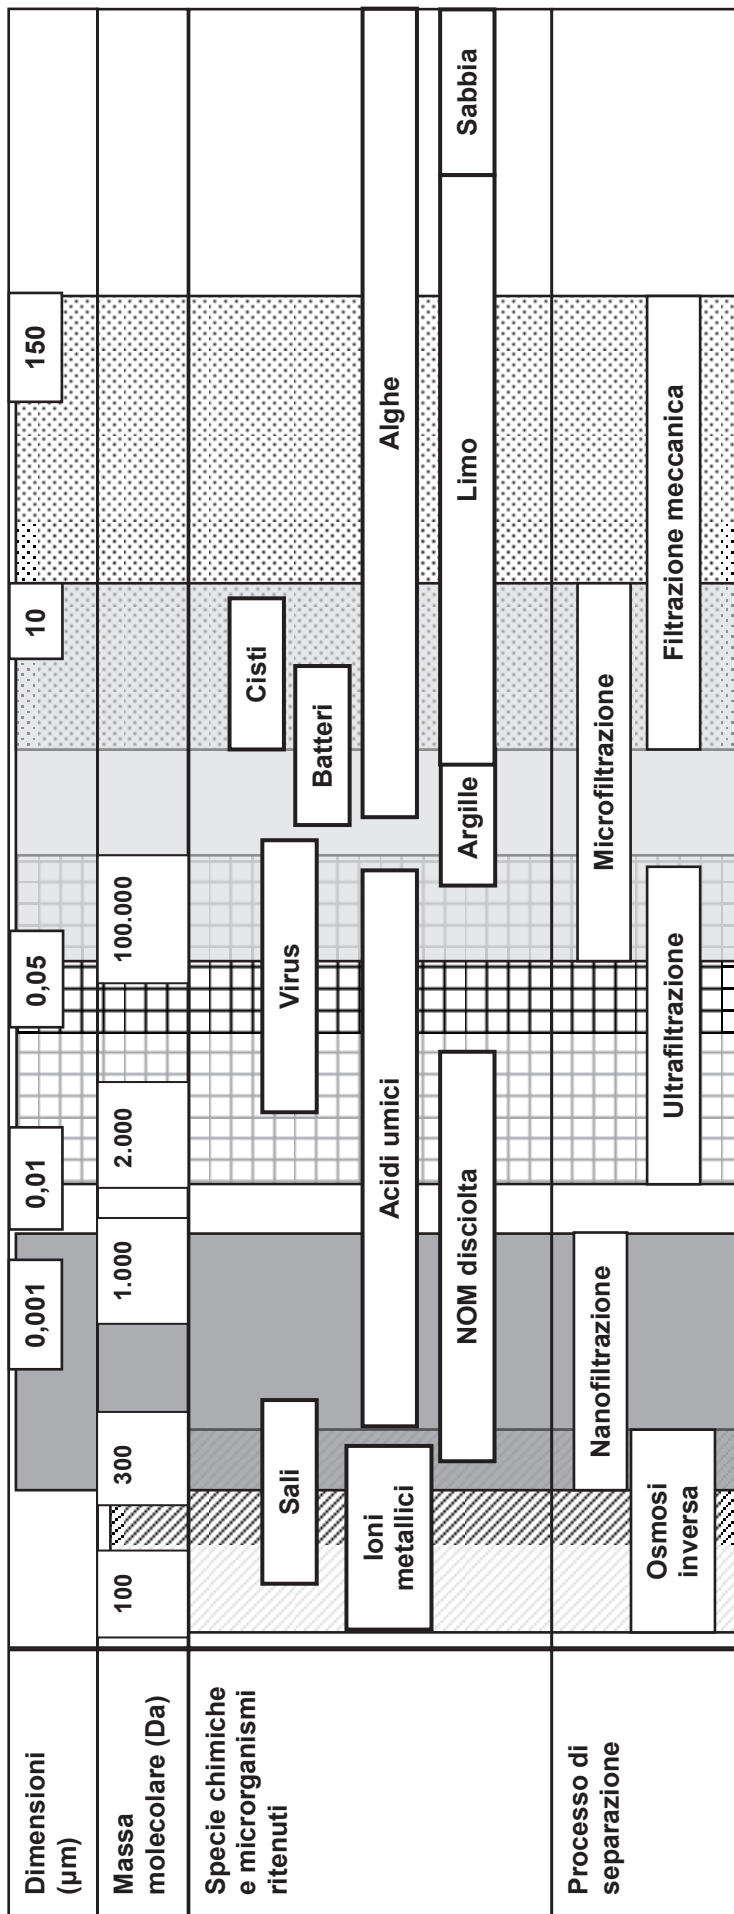 Dimensioni
(µm)
0,001
0,01
0,05
10
150
Massa
molecolare (Da)
100
300
1.000
2.000
100.000
Specie chimiche
e microrganismi
ritenuti
Cisti
Sali
Virus
Batteri
Ioni
metallici
Acidi umici
Alghe
NOM disciolta
Argille
Limo
Sabbia
Processo di
separazione
Nanofiltrazione
Microfiltrazione
Osmosi
inversa
Ultrafiltrazione
Filtrazione meccanica